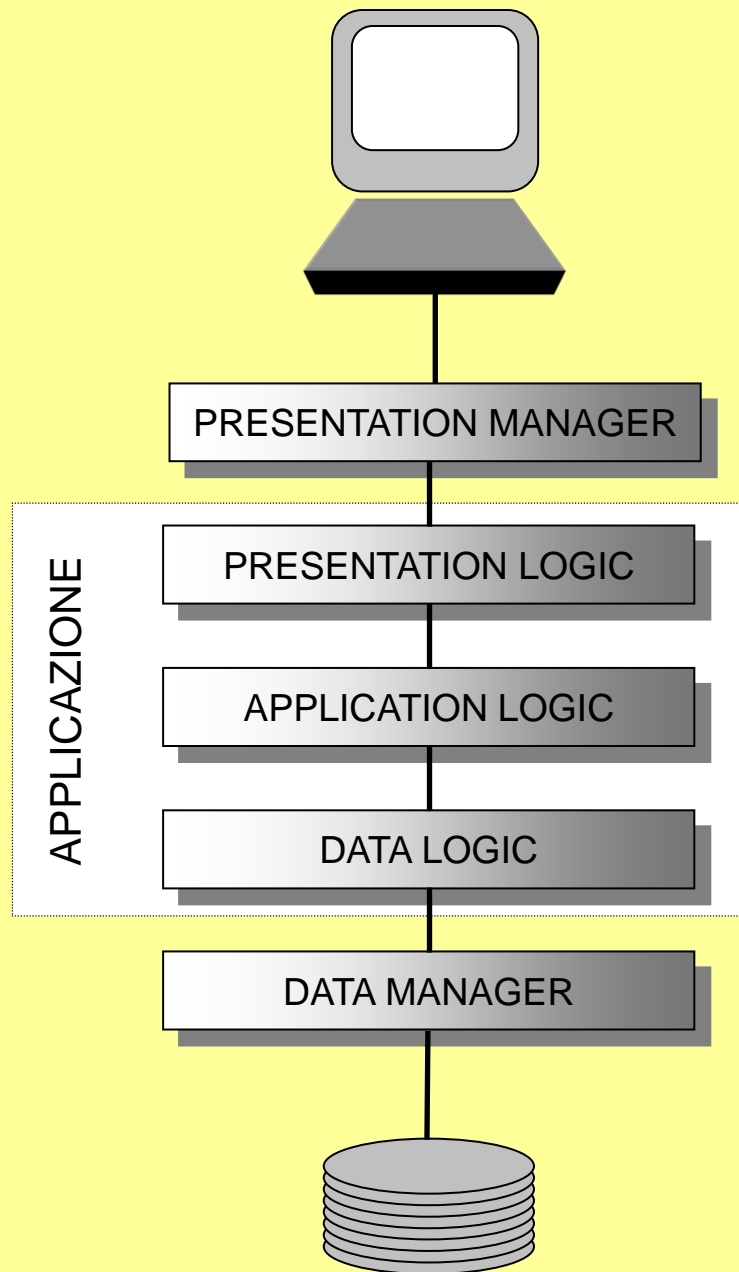 PRESENTATION MANAGER
APPLICAZIONE
PRESENTATION LOGIC
APPLICATION LOGIC
DATA LOGIC
DATA MANAGER